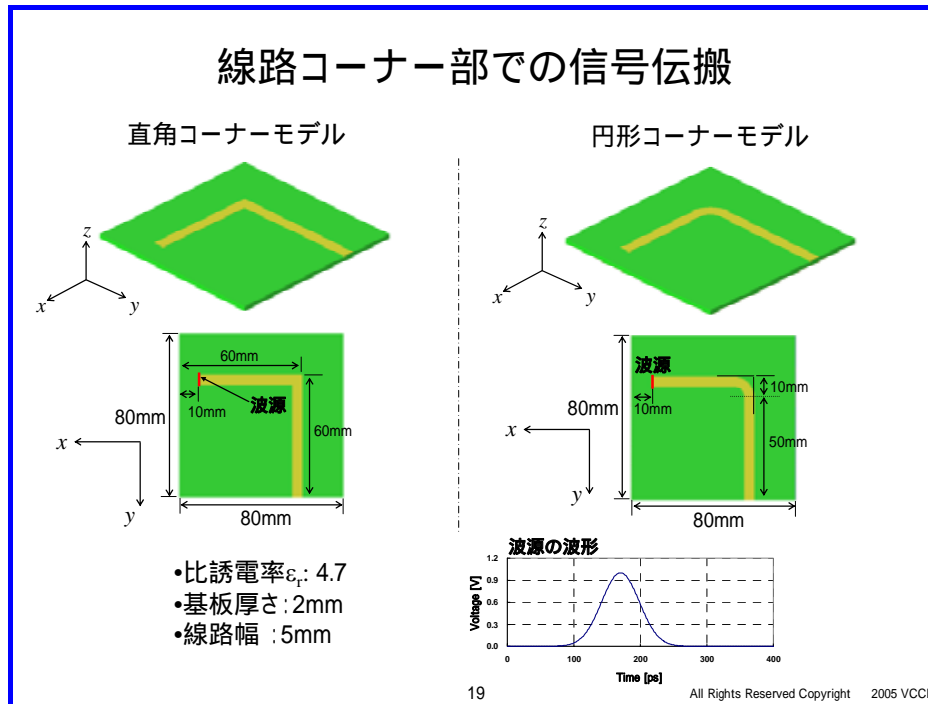 線路コーナー部での信号伝搬
直角コーナーモデル
z
x
y
60mm
波源
10mm
80mm
60mm
x
y
80mm
•比誘電率εr: 4.7
•基板厚さ:2mm
•線路幅 :5mm
円形コーナーモデル
z
x
y
波源
10mm
10mm
80mm
50mm
x
y
80mm
波源の波形
Voltage [V]
1.2
0.9
0.6
0.3
0.0
0 100 200 300 400
Time [ps]
19
All Rights Reserved Copyright 2005 VCCI